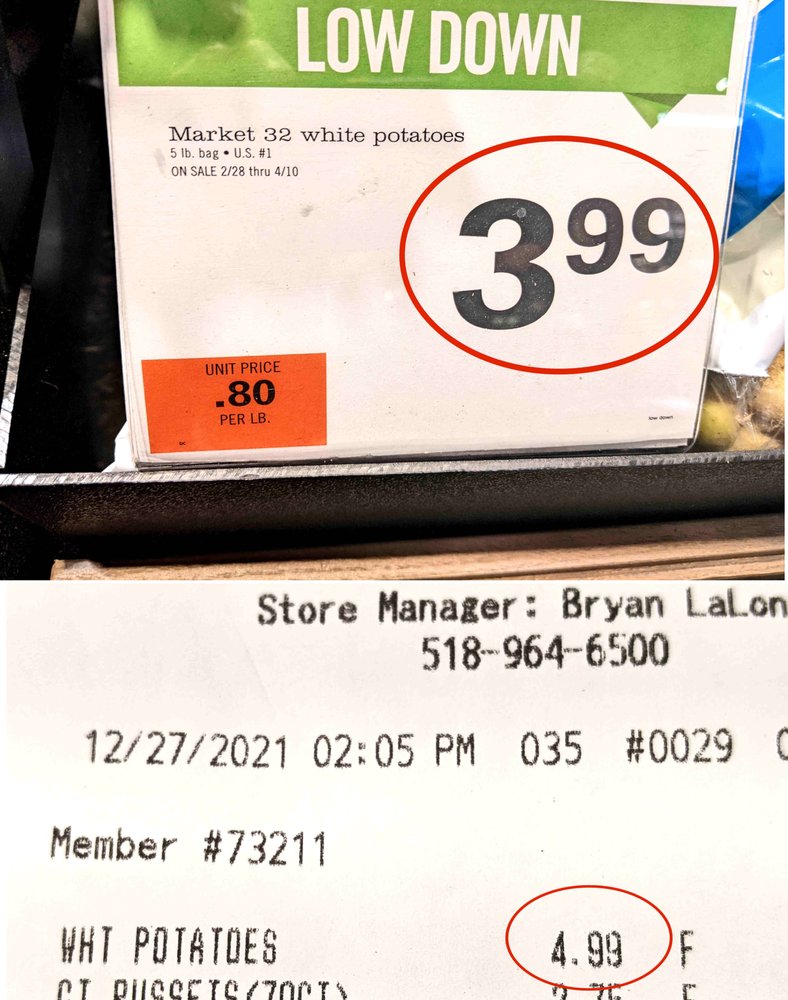 LOW DOWN
Market 32 white potatoes
5 lb. bag • U.S. #1
ON SALE 2/28 thru 4/10
3 99
UNIT PRICE
.80
PER LB.
low down
Store Manager: Bryan LaLon
518-964-6500
12/27/2021 02:05 PM 035 #0029
Member #73211
WHT POTATOES 4.99 F